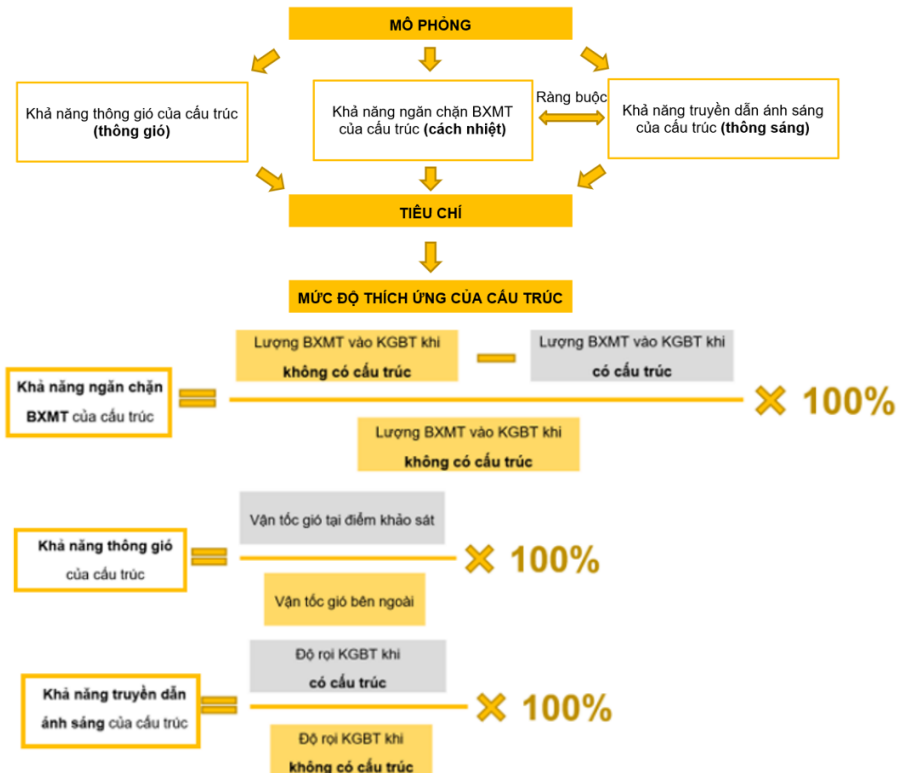 MÔ PHỎNG
Khả năng thông gió của cấu trúc
(thông gió)
Khả năng ngăn chặn BXMT
của cấu trúc (cách nhiệt)
Ràng buộc
Khả năng truyền dẫn ánh sáng
của cấu trúc (thông sáng)
TIÊU CHÍ
MỨC ĐỘ THÍCH ỨNG CỦA CẤU TRÚC
Khả năng ngăn chặn
BXMT của cấu trúc
=
Lượng BXMT vào KGBT khi
không có cấu trúc
−
Lượng BXMT vào KGBT khi
có cấu trúc
Lượng BXMT vào KGBT khi
không có cấu trúc
× 100%
Khả năng thông gió
của cấu trúc
=
Vận tốc gió tại điểm khảo sát
Vận tốc gió bên ngoài
× 100%
Khả năng truyền dẫn
ánh sáng của cấu trúc
=
Độ rọi KGBT khi
có cấu trúc
Độ rọi KGBT khi
không có cấu trúc
× 100%